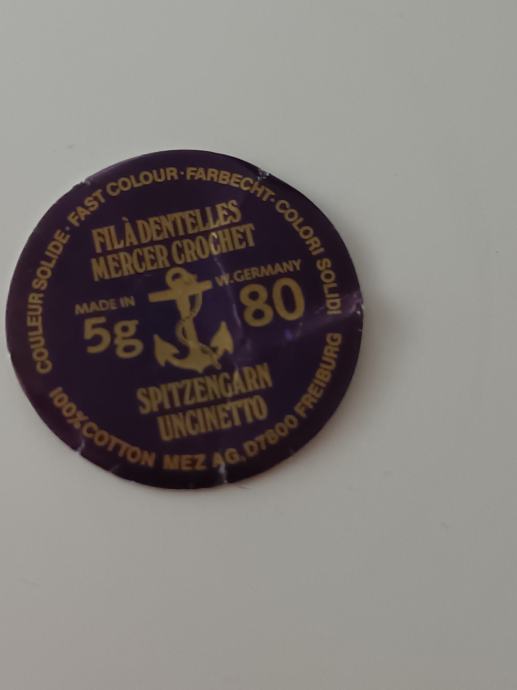 COULEUR SOLIDE · FAST COLOUR · FARBECHT · COLORI SOLIDI
FIL À DENTELLES
MERCER CROCHET
MADE IN W. GERMANY
5g 80
SPITZENGARN
UNCINETTO
100% COTTON MEZ AG, D7800 FREIBURG